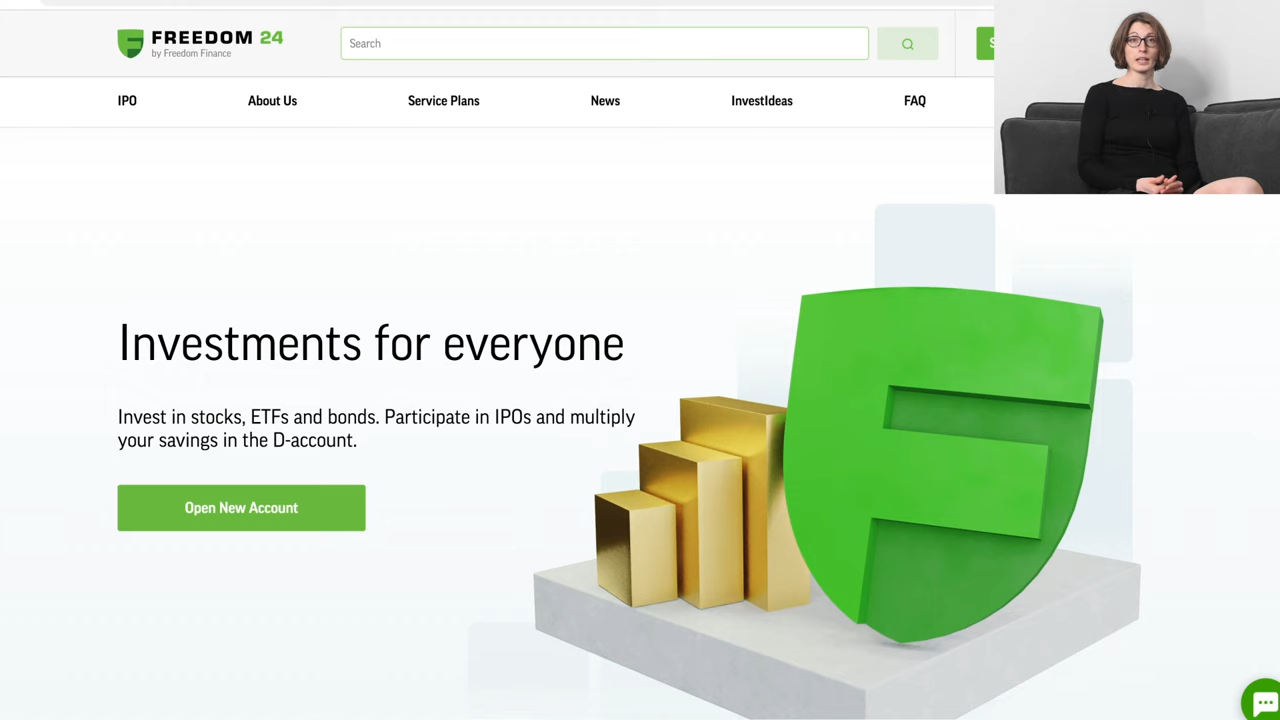 FREEDOM 24
by Freedom Finance
Search
S
IPO
About Us
Service Plans
News
InvestIdeas
FAQ
Investments for everyone
Invest in stocks, ETFs and bonds. Participate in IPOs and multiply
your savings in the D-account.
Open New Account